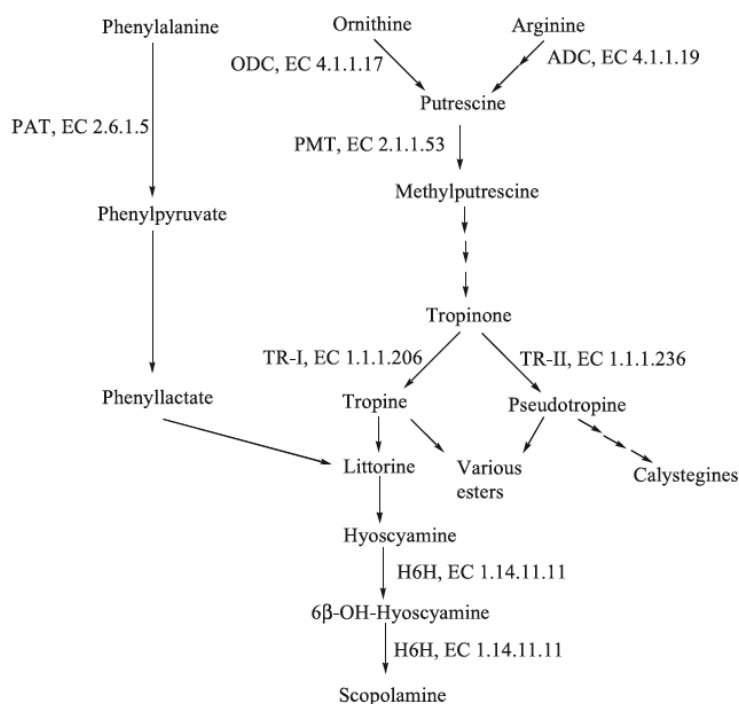 Phenylalanine
Ornithine
Arginine
ODC, EC 4.1.1.17
ADC, EC 4.1.1.19
Putrescine
PAT, EC 2.6.1.5
PMT, EC 2.1.1.53
Methylputrescine
Phenylpyruvate
Tropinone
TR-I, EC 1.1.1.206
TR-II, EC 1.1.1.236
Phenyllactate
Tropine
Pseudotropine
Littorine
Various
esters
Calystegines
Hyoscyamine
H6H, EC 1.14.11.11
6β-OH-Hyoscyamine
H6H, EC 1.14.11.11
Scopolamine